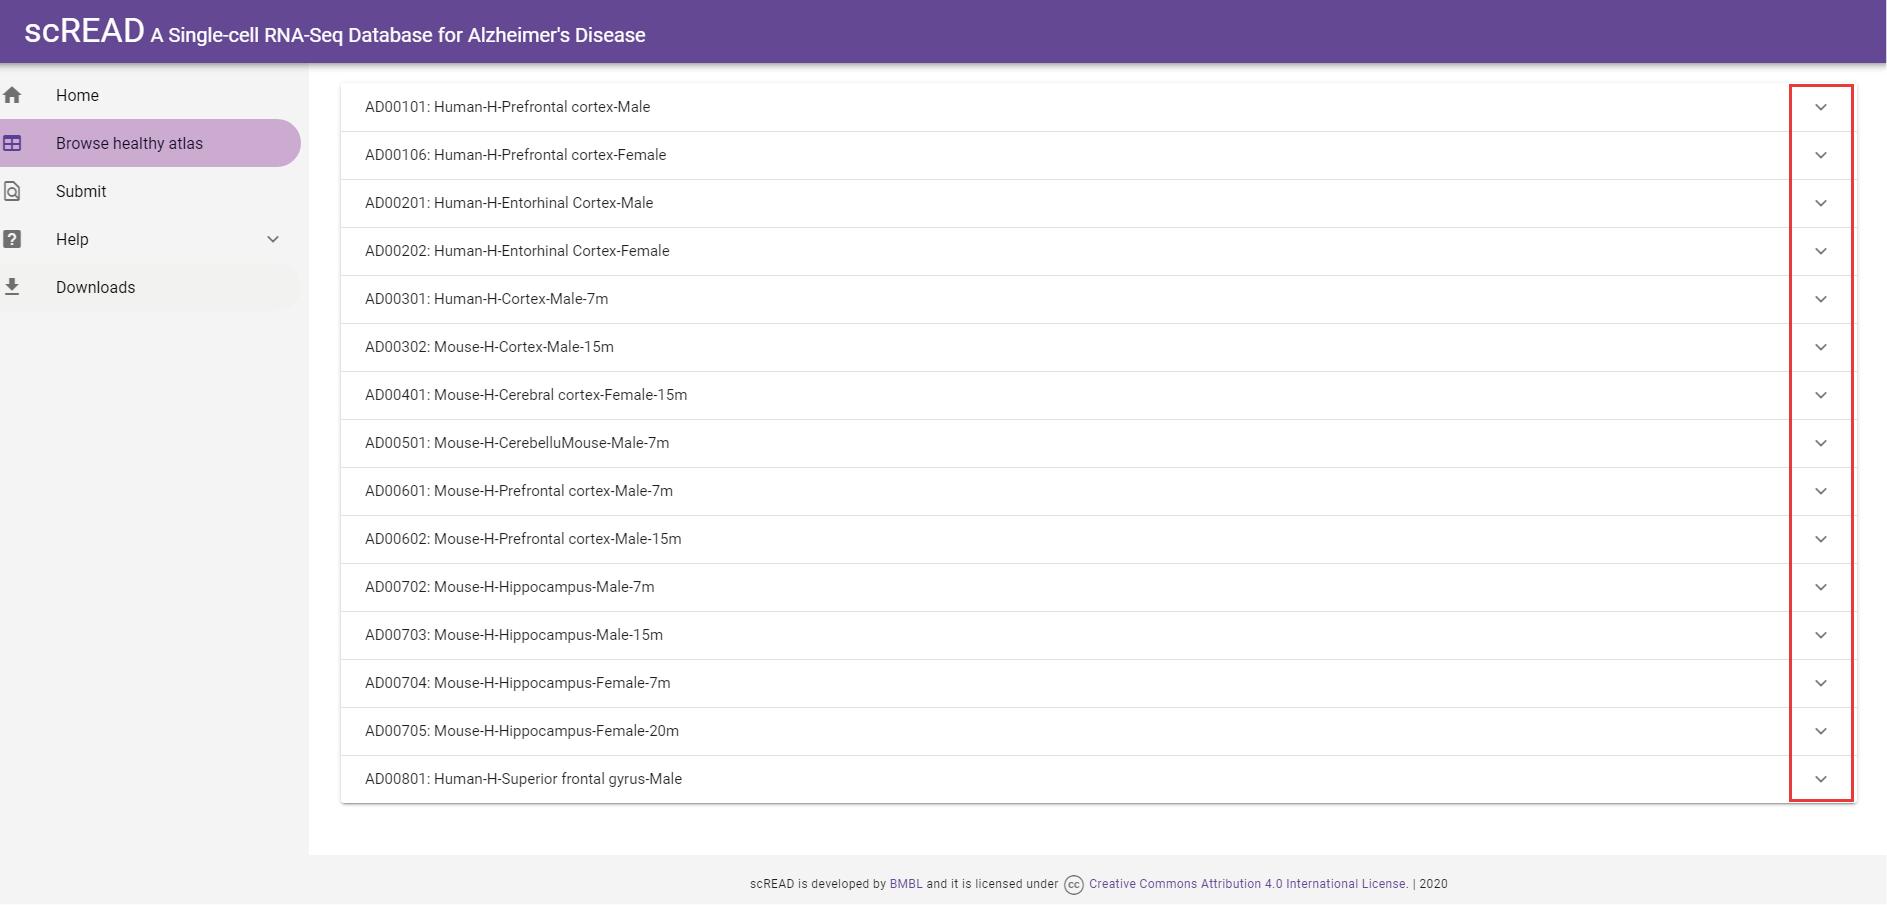 scREAD A Single-cell RNA-Seq Database for Alzheimer's Disease
Home
Browse healthy atlas
Submit
Help
Downloads
AD00101: Human-H-Prefrontal cortex-Male
AD00106: Human-H-Prefrontal cortex-Female
AD00201: Human-H-Entorhinal Cortex-Male
AD00202: Human-H-Entorhinal Cortex-Female
AD00301: Human-H-Cortex-Male-7m
AD00302: Mouse-H-Cortex-Male-15m
AD00401: Mouse-H-Cerebral cortex-Female-15m
AD00501: Mouse-H-CerebelluMouse-Male-7m
AD00601: Mouse-H-Prefrontal cortex-Male-7m
AD00602: Mouse-H-Prefrontal cortex-Male-15m
AD00702: Mouse-H-Hippocampus-Male-7m
AD00703: Mouse-H-Hippocampus-Male-15m
AD00704: Mouse-H-Hippocampus-Female-7m
AD00705: Mouse-H-Hippocampus-Female-20m
AD00801: Human-H-Superior frontal gyrus-Male
scREAD is developed by BMBL and it is licensed under cc Creative Commons Attribution 4.0 International License. | 2020